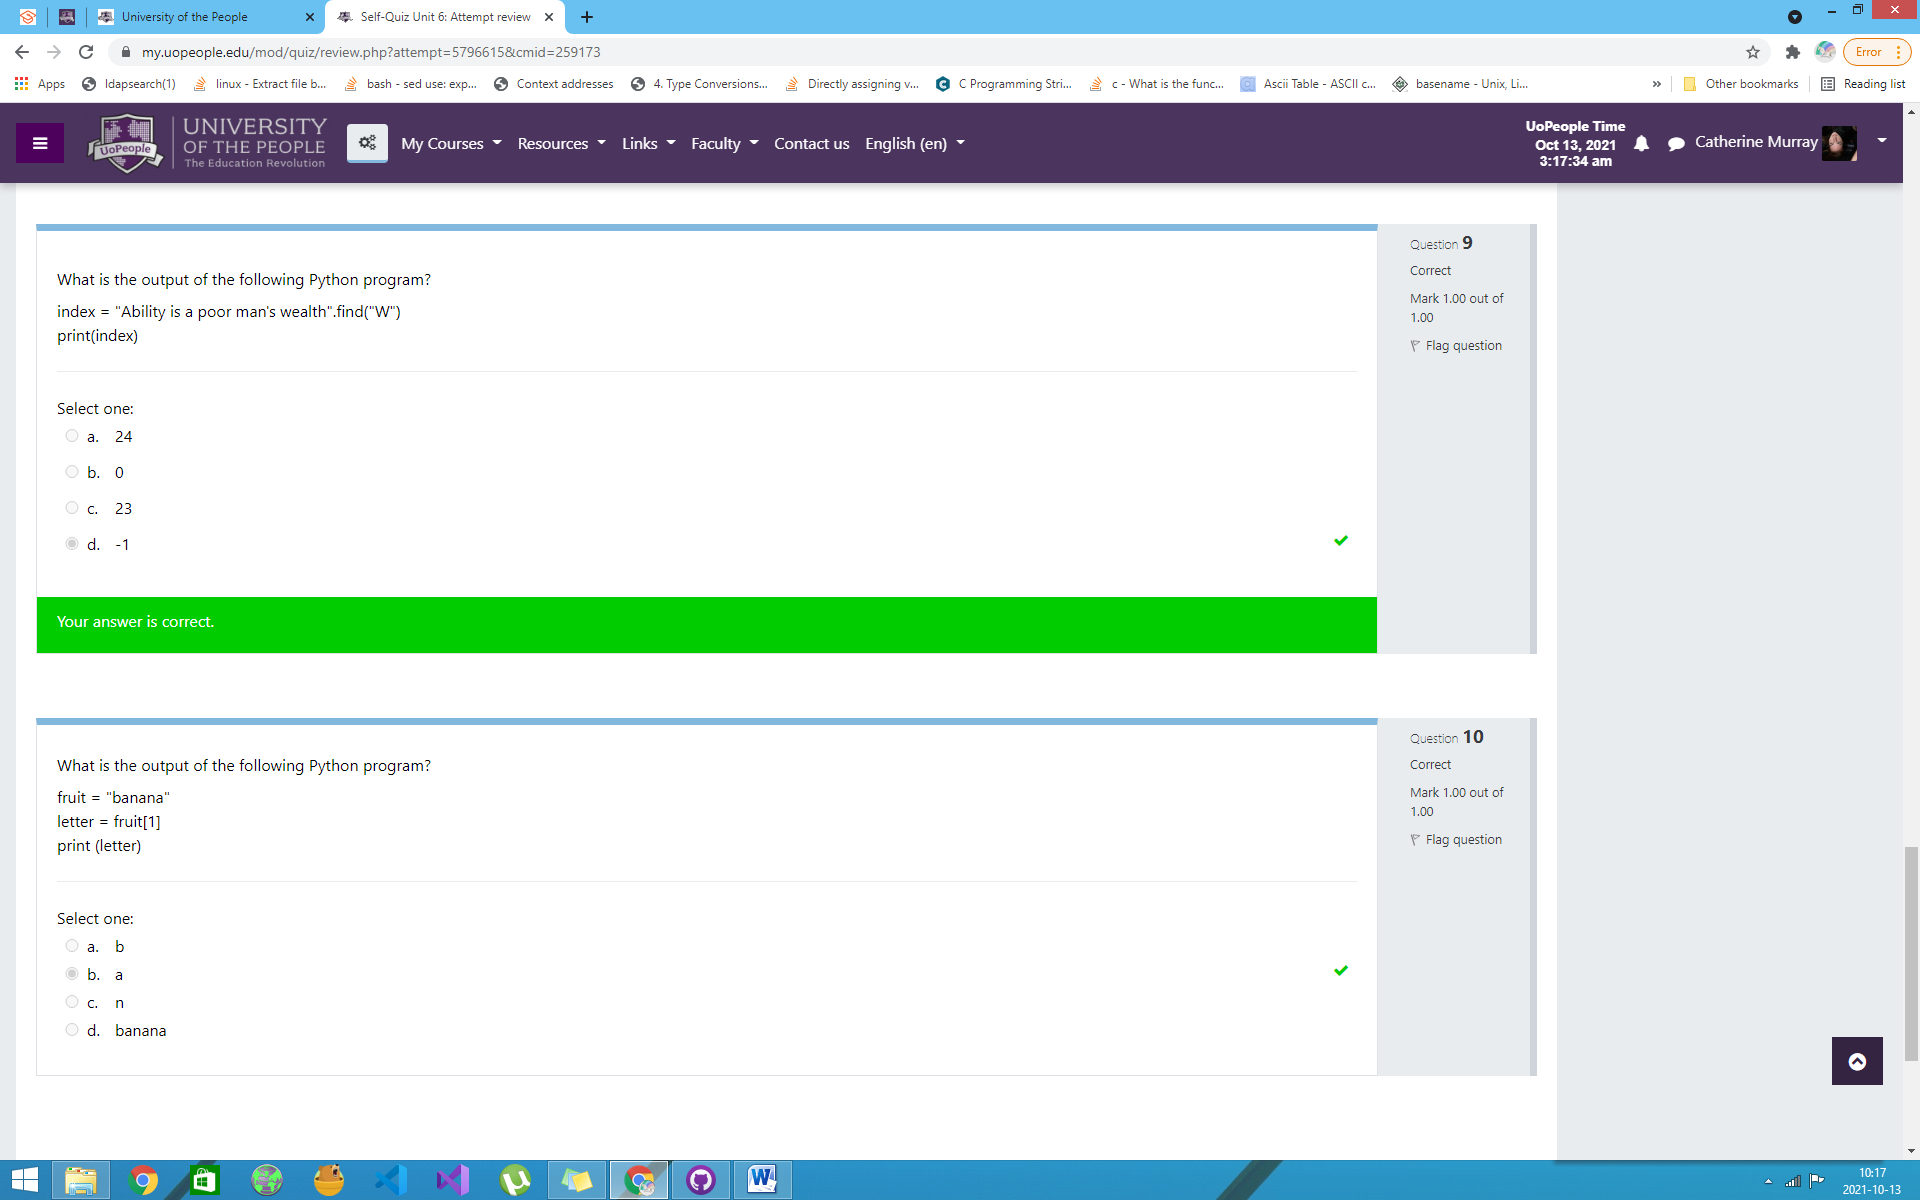 University of the People
Self-Quiz Unit 6: Attempt review
my.uopeople.edu/mod/quiz/review.php?attempt=5796615&cmid=259173
Error
Apps
ldapsearch(1)
linux - Extract file b...
bash - sed use: exp...
Context addresses
4. Type Conversions...
Directly assigning v...
C Programming Stri...
c - What is the func...
Ascii Table - ASCII c...
basename - Unix, Li...
»
Other bookmarks
Reading list
UoPeople
UNIVERSITY
OF THE PEOPLE
The Education Revolution
My Courses
Resources
Links
Faculty
Contact us
English (en)
UoPeople Time
Oct 13, 2021
3:17:34 am
Catherine Murray
What is the output of the following Python program?
index = "Ability is a poor man's wealth".find("W")
print(index)
Select one:
a. 24
b. 0
c. 23
d. -1
Your answer is correct.
Question 9
Correct
Mark 1.00 out of
1.00
Flag question
What is the output of the following Python program?
fruit = "banana"
letter = fruit[1]
print (letter)
Select one:
a. b
b. a
c. n
d. banana
Question 10
Correct
Mark 1.00 out of
1.00
Flag question
10:17
2021-10-13